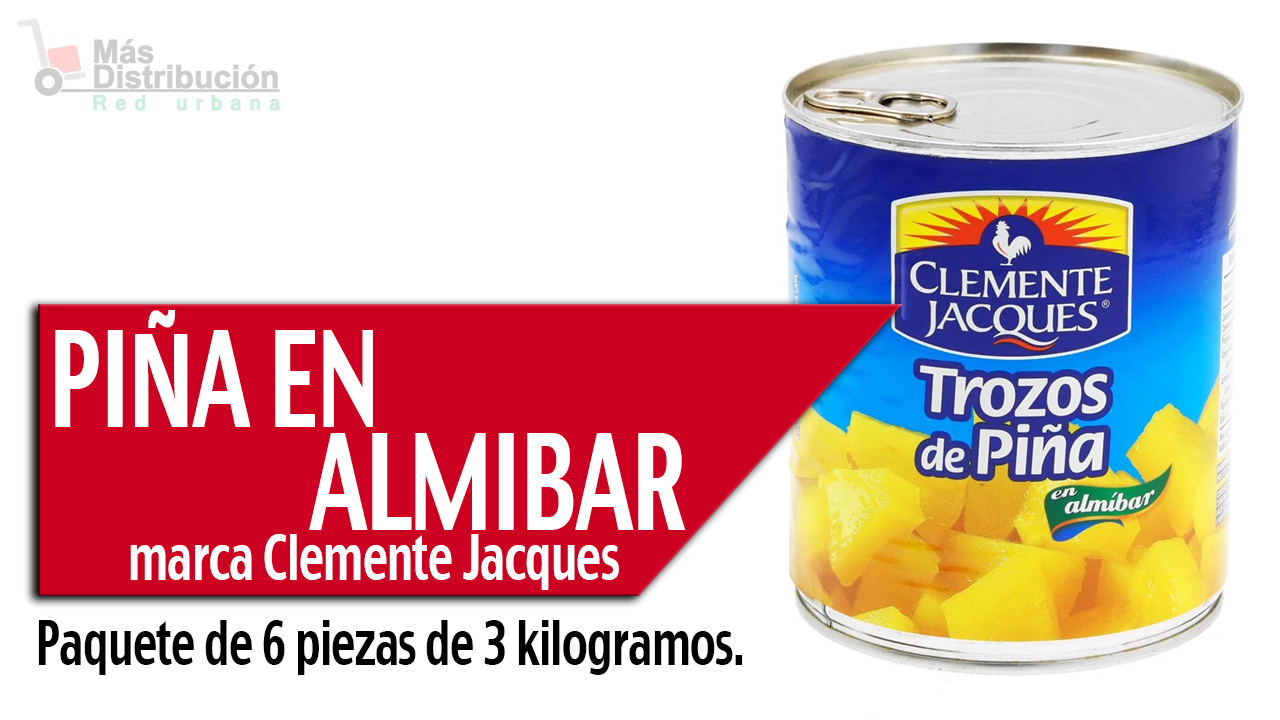 Más
Distribución
Red urbana
CLEMENTE
JACQUES®
Trozos
de Piña
en
almíbar
PIÑA EN
ALMIBAR
marca Clemente Jacques
Paquete de 6 piezas de 3 kilogramos.